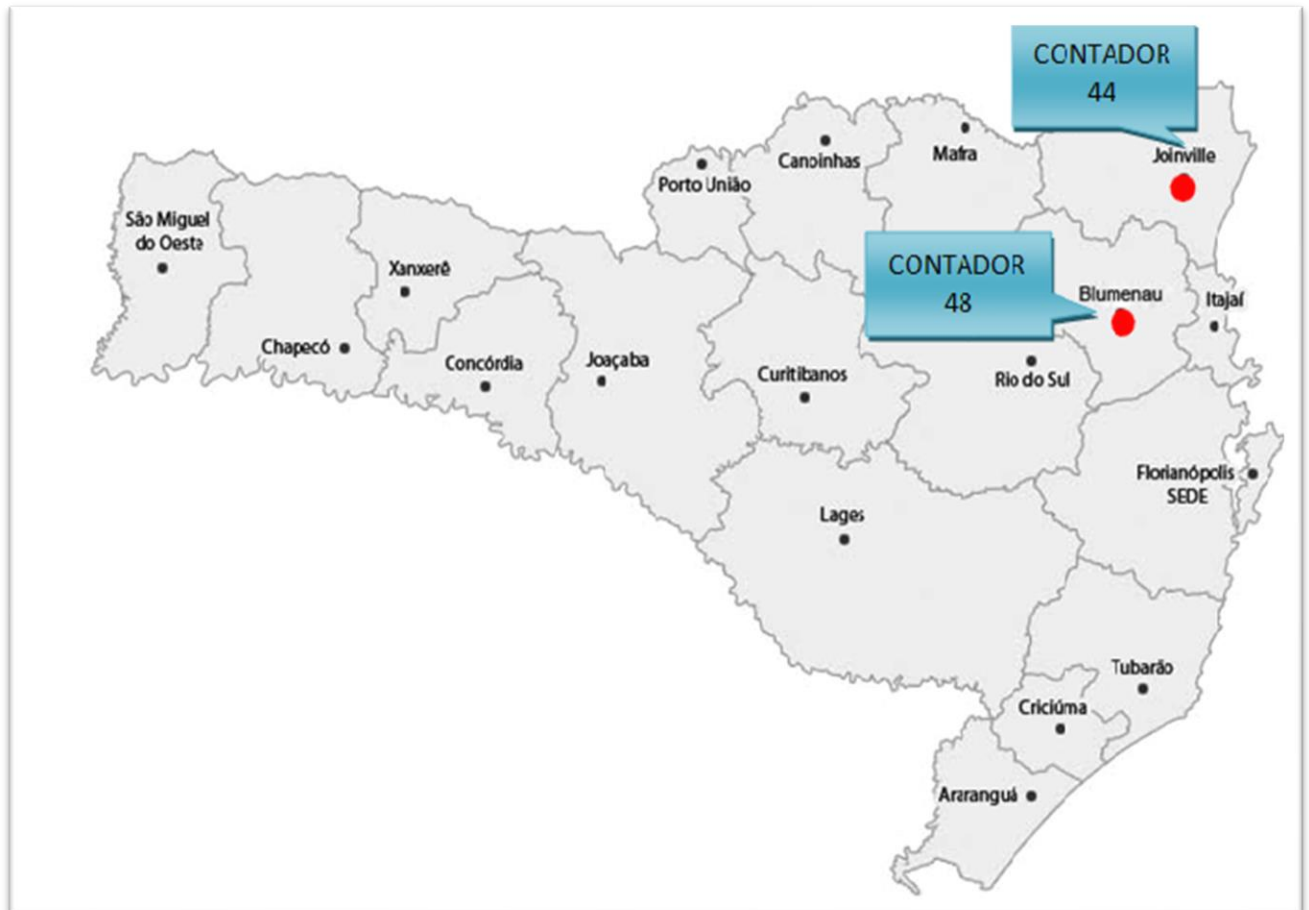 CONTADOR
44
Joinville
Mafra
Canoinhas
Porto União
São Miguel
do Oeste
CONTADOR
48
Xanxerê
Blumenau
Itajaí
Chapecó
Concórdia
Joaçaba
Curitibanos
Rio do Sul
Florianópolis
SEDE
Lages
Tubarão
Criciúma
Araranguá